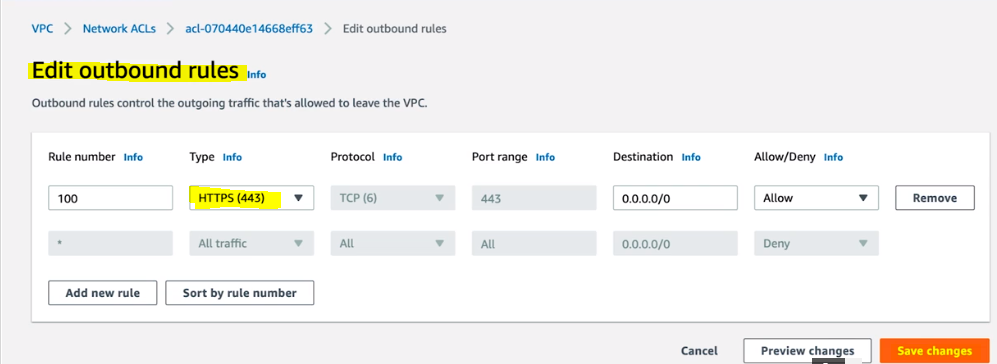 VPC > Network ACLs > acl-070440e14668eff63 > Edit outbound rules
Edit outbound rules Info
Outbound rules control the outgoing traffic that's allowed to leave the VPC.
Rule number Info Type Info Protocol Info Port range Info Destination Info Allow/Deny Info
100 HTTPS (443) TCP (6) 443 0.0.0.0/0 Allow Remove
* All traffic All All 0.0.0.0/0 Deny
Add new rule Sort by rule number
Cancel Preview changes Save changes